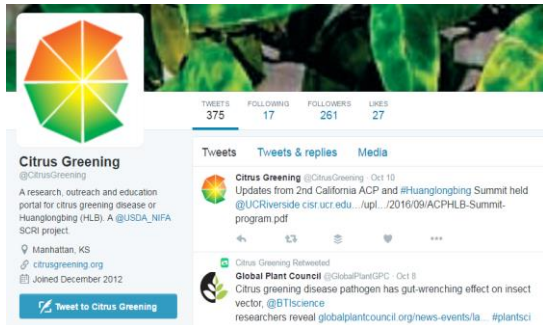 TWEETS FOLLOWING FOLLOWERS LIKES
375 17 261 27
Citrus Greening
@CitrusGreening
A research, outreach and education
portal for citrus greening disease or
Huanglongbing (HLB). A @USDA_NIFA
SCRI project.
Manhattan, KS
citrusgreening.org
Joined December 2012
Tweet to Citrus Greening
Tweets Tweets & replies Media
Citrus Greening @CitrusGreening · Oct 10
Updates from 2nd California ACP and #Huanglongbing Summit held
@UCRiverside cisr.ucr.edu…/upl…/2016/09/ACPHLB-Summit-
program.pdf
Citrus Greening Retweeted
Global Plant Council @GlobalPlantGPC · Oct 8
Citrus greening disease pathogen has gut-wrenching effect on insect
vector, @BTIscience
researchers reveal globalplantcouncil.org/news-events/la... #plantsci